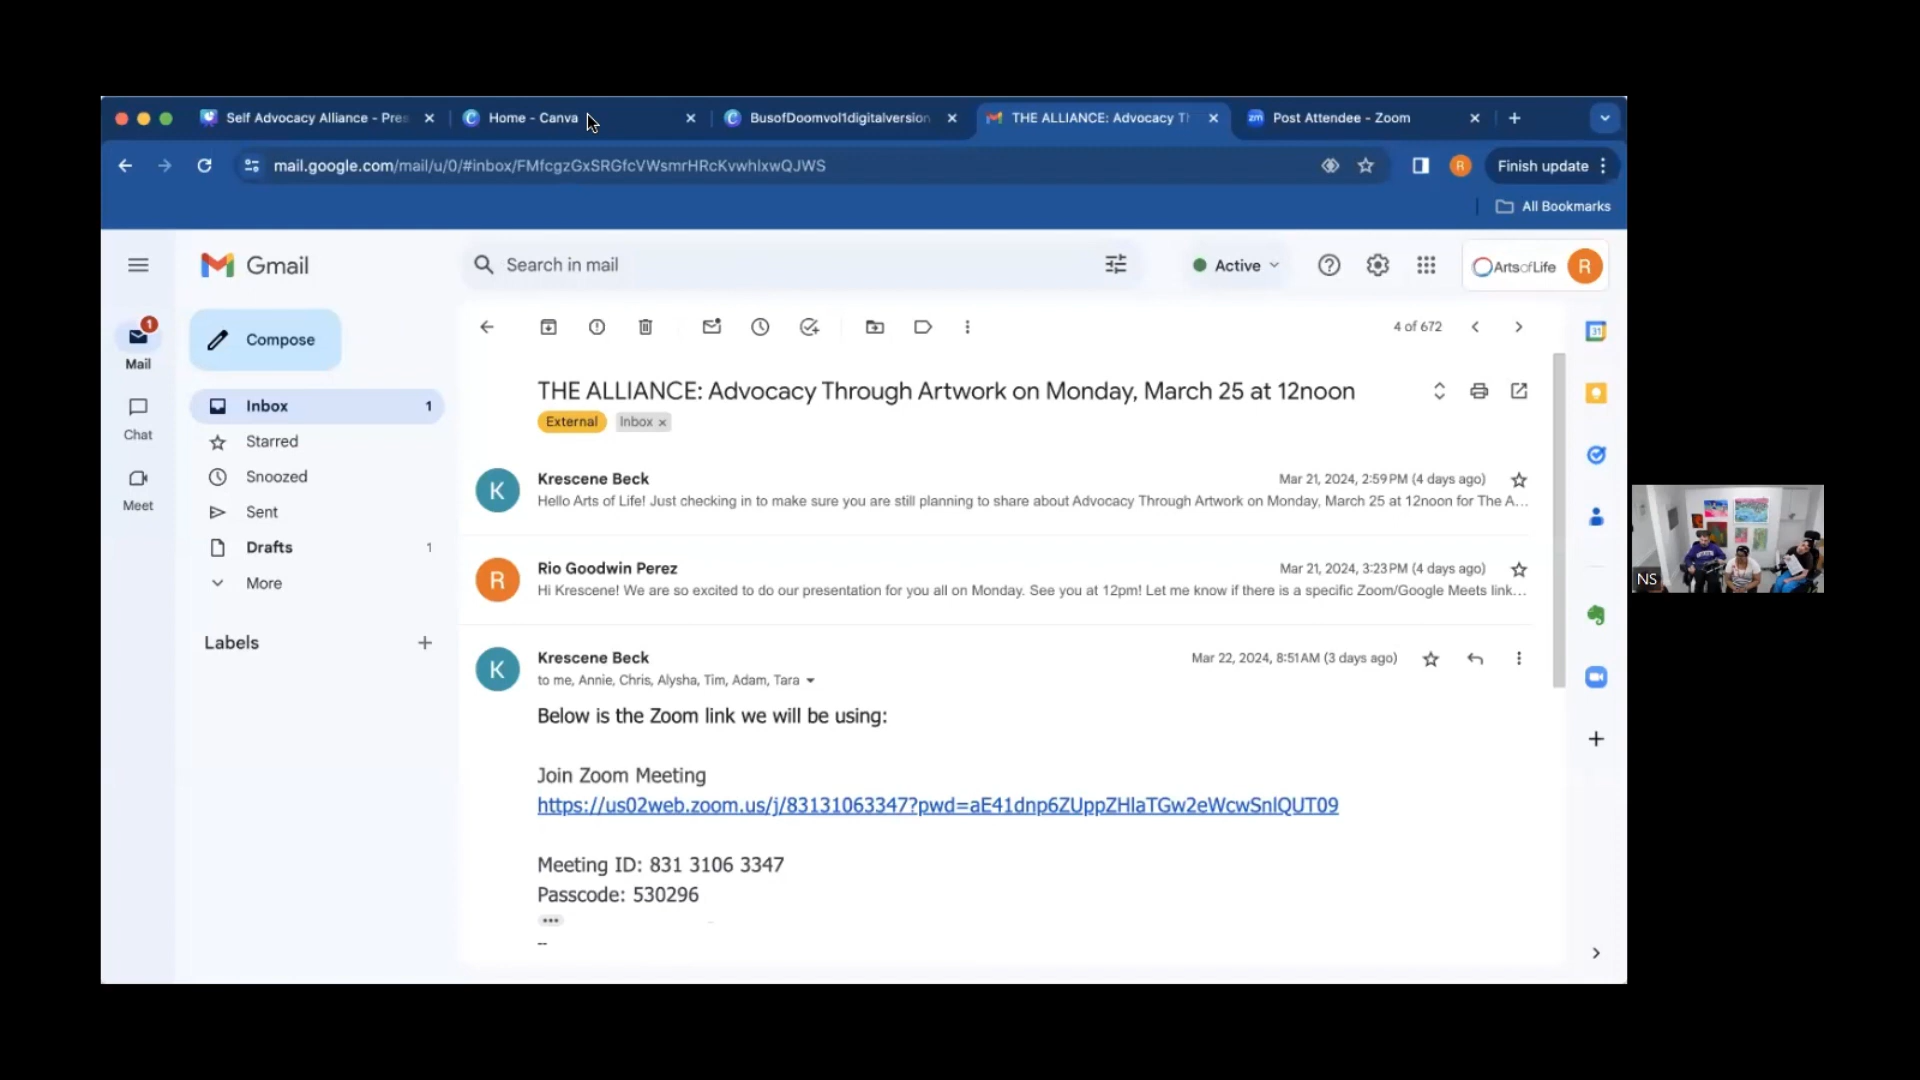 Self Advocacy Alliance - Pres
Home - Canva
BusofDoomvol1digitalversion
THE ALLIANCE: Advocacy Th
Post Attendee - Zoom
mail.google.com/mail/u/0/#inbox/FMfcgzGxSRGfcVWsmrHRcKvwhlxwQJWS
R
Finish update
All Bookmarks
Gmail
Search in mail
Active
ArtsofLife
R
1
Mail
Chat
Meet
Compose
Inbox 1
Starred
Snoozed
Sent
Drafts 1
More
Labels
4 of 672
31
THE ALLIANCE: Advocacy Through Artwork on Monday, March 25 at 12noon
External
Inbox x
K
Krescene Beck
Mar 21, 2024, 2:59 PM (4 days ago)
Hello Arts of Life! Just checking in to make sure you are still planning to share about Advocacy Through Artwork on Monday, March 25 at 12noon for The A...
R
Rio Goodwin Perez
Mar 21, 2024, 3:23 PM (4 days ago)
Hi Krescene! We are so excited to do our presentation for you all on Monday. See you at 12pm! Let me know if there is a specific Zoom/Google Meets link...
K
Krescene Beck
Mar 22, 2024, 8:51 AM (3 days ago)
to me, Annie, Chris, Alysha, Tim, Adam, Tara
Below is the Zoom link we will be using:
Join Zoom Meeting
https://us02web.zoom.us/j/83131063347?pwd=aE41dnp6ZUppZHlaTGw2eWcwSnlQUT09
Meeting ID: 831 3106 3347
Passcode: 530296
...
--
NS